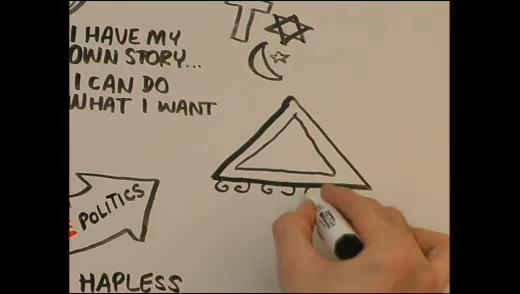 I HAVE MY
OWN STORY...
I CAN DO
WHAT I WANT
POLITICS
HAPLESS